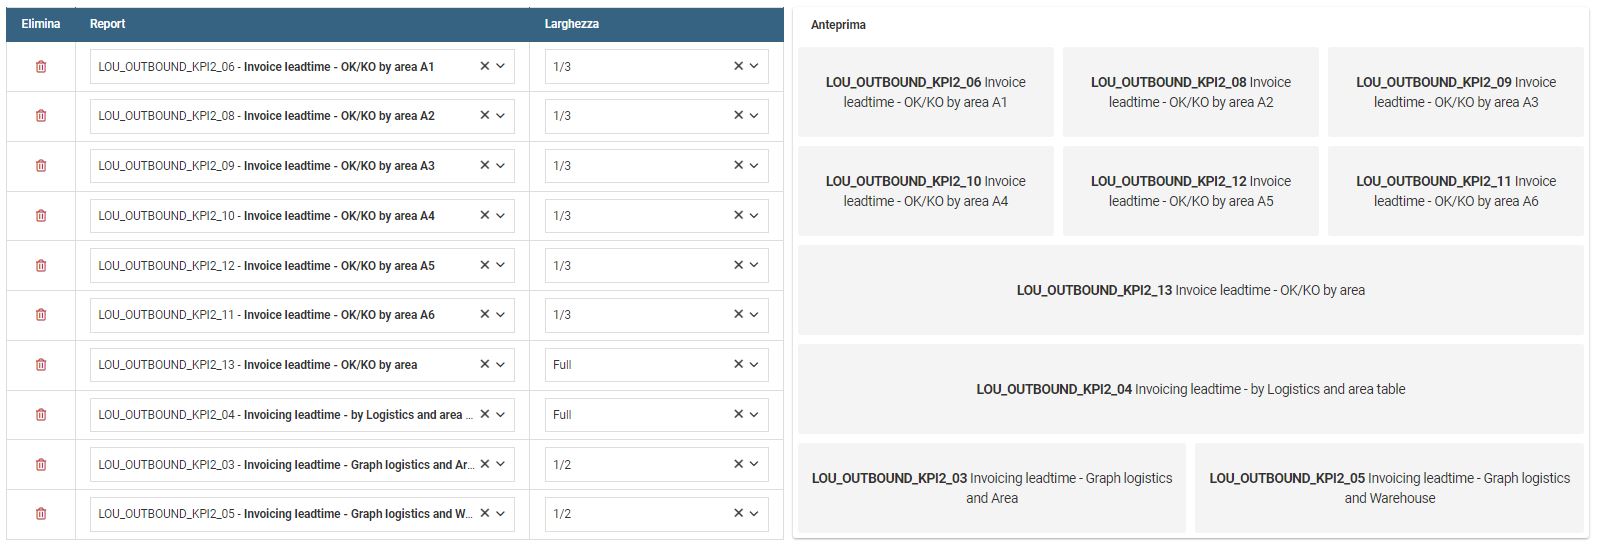 Elimina Report Larghezza
LOU_OUTBOUND_KPI2_06 - Invoice leadtime - OK/KO by area A1 1/3
LOU_OUTBOUND_KPI2_08 - Invoice leadtime - OK/KO by area A2 1/3
LOU_OUTBOUND_KPI2_09 - Invoice leadtime - OK/KO by area A3 1/3
LOU_OUTBOUND_KPI2_10 - Invoice leadtime - OK/KO by area A4 1/3
LOU_OUTBOUND_KPI2_12 - Invoice leadtime - OK/KO by area A5 1/3
LOU_OUTBOUND_KPI2_11 - Invoice leadtime - OK/KO by area A6 1/3
LOU_OUTBOUND_KPI2_13 - Invoice leadtime - OK/KO by area Full
LOU_OUTBOUND_KPI2_04 - Invoicing leadtime - by Logistics and area ... Full
LOU_OUTBOUND_KPI2_03 - Invoicing leadtime - Graph logistics and Ar... 1/2
LOU_OUTBOUND_KPI2_05 - Invoicing leadtime - Graph logistics and W... 1/2
Anteprima
LOU_OUTBOUND_KPI2_06 Invoice
leadtime - OK/KO by area A1
LOU_OUTBOUND_KPI2_08 Invoice
leadtime - OK/KO by area A2
LOU_OUTBOUND_KPI2_09 Invoice
leadtime - OK/KO by area A3
LOU_OUTBOUND_KPI2_10 Invoice
leadtime - OK/KO by area A4
LOU_OUTBOUND_KPI2_12 Invoice
leadtime - OK/KO by area A5
LOU_OUTBOUND_KPI2_11 Invoice
leadtime - OK/KO by area A6
LOU_OUTBOUND_KPI2_13 Invoice leadtime - OK/KO by area
LOU_OUTBOUND_KPI2_04 Invoicing leadtime - by Logistics and area table
LOU_OUTBOUND_KPI2_03 Invoicing leadtime - Graph logistics
and Area
LOU_OUTBOUND_KPI2_05 Invoicing leadtime - Graph logistics
and Warehouse